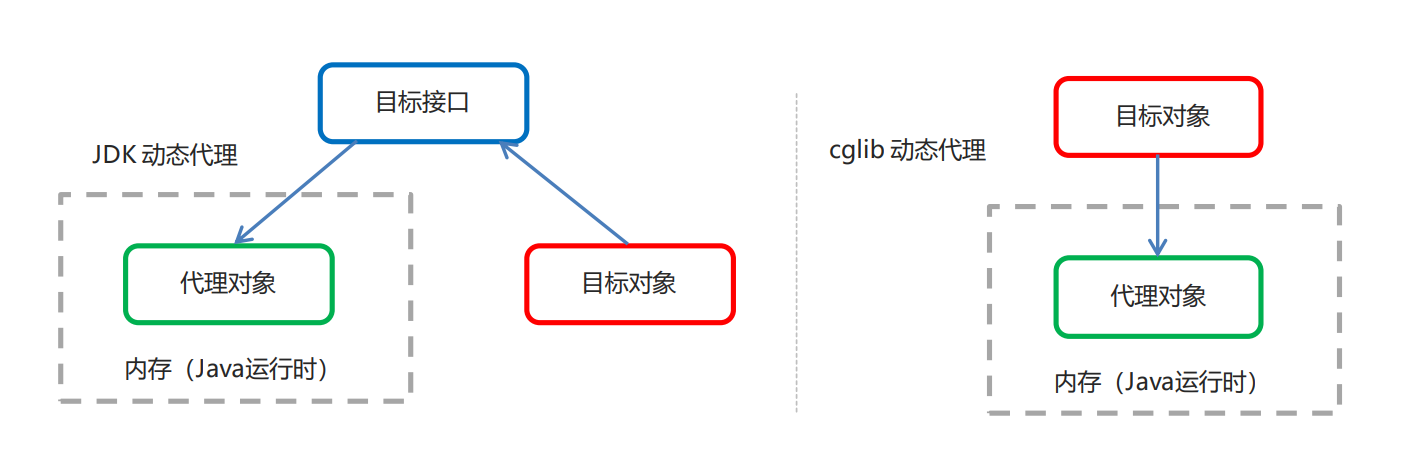 目标接口
JDK 动态代理
代理对象
目标对象
内存（Java运行时）
目标对象
cglib 动态代理
代理对象
内存（Java运行时）